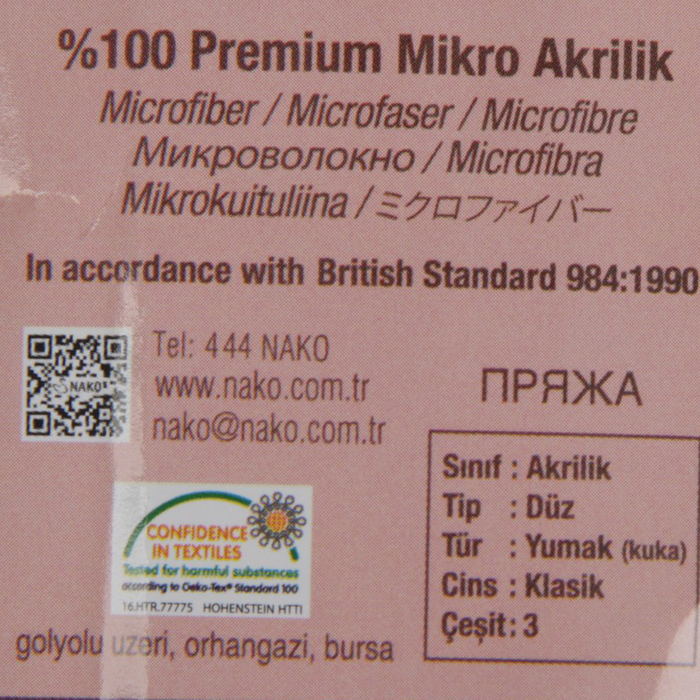 %100 Premium Mikro Akrilik
Microfiber / Microfaser / Microfibre
Микроволокно / Microfibra
Mikrokuituliina / ミクロファイバー
In accordance with British Standard 984:1990
NAKO
Tel: 444 NAKO
www.nako.com.tr
nako@nako.com.tr
ПРЯЖА
Sınıf : Akrilik
Tip : Düz
Tür : Yumak (kuka)
Cins : Klasik
Çeşit: 3
CONFIDENCE
IN TEXTILES
Tested for harmful substances
according to Oeko-Tex® Standard 100
16.HTR.77775 HOHENSTEIN HTTI
golyolu uzeri, orhangazi, bursa